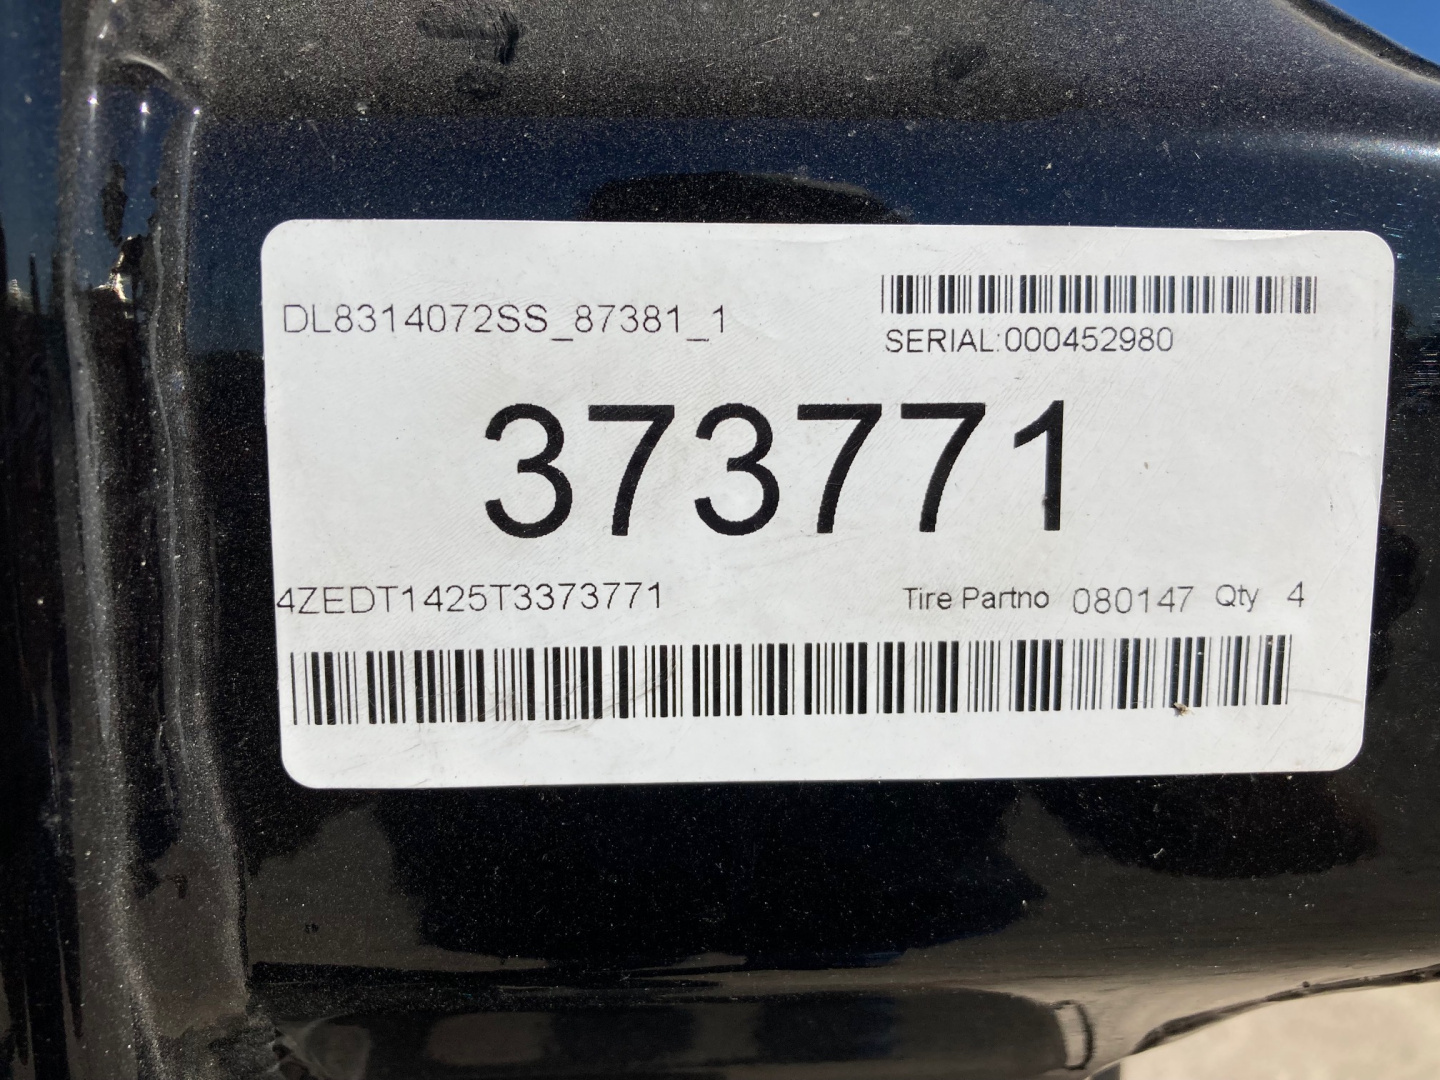 DL8314072SS_87381_1
SERIAL:000452980
373771
4ZEDT1425T3373771
Tire Partno 080147 Qty 4